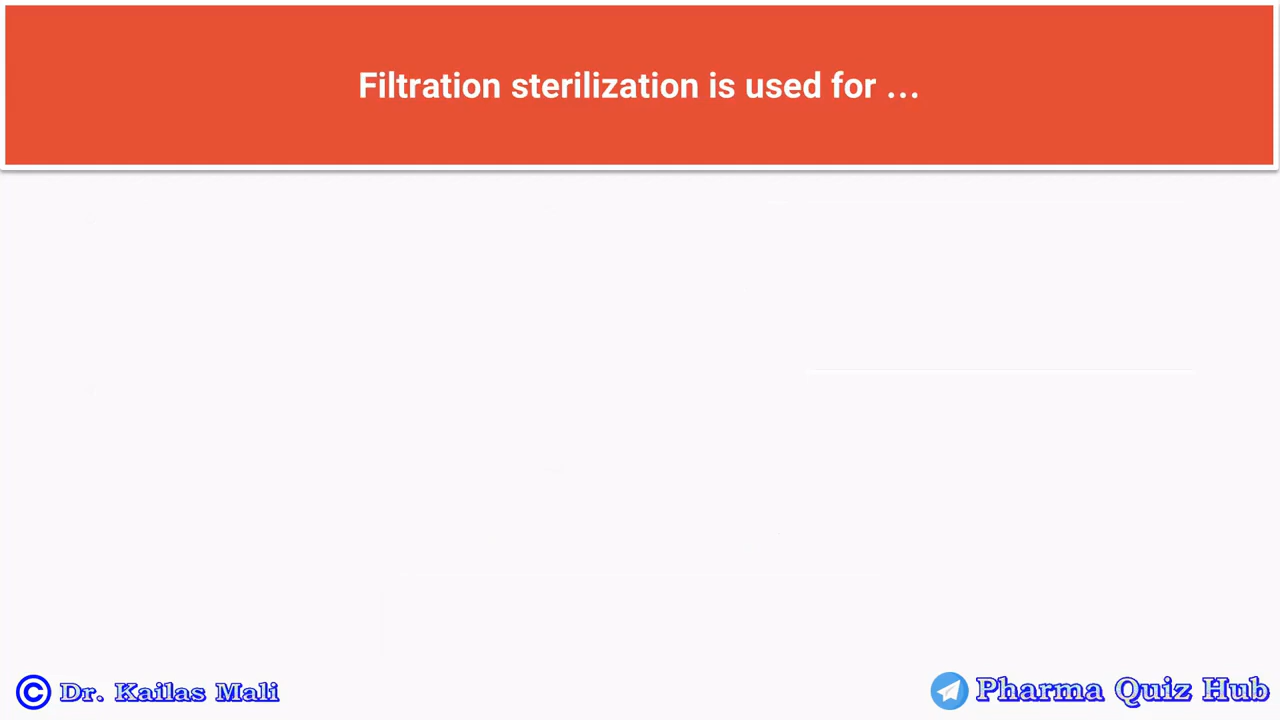 Filtration sterilization is used for ...
© Dr. Kailas Mali
Pharma Quiz Hub